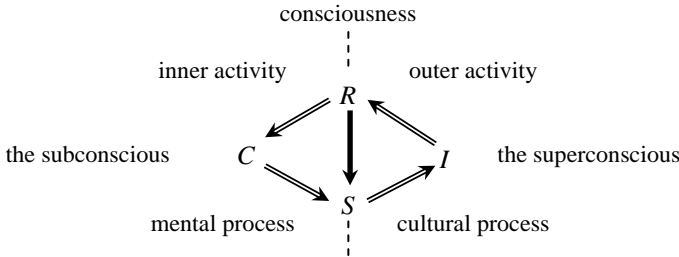 consciousness
inner activity outer activity
R
the subconscious C I the superconscious
S
mental process cultural process